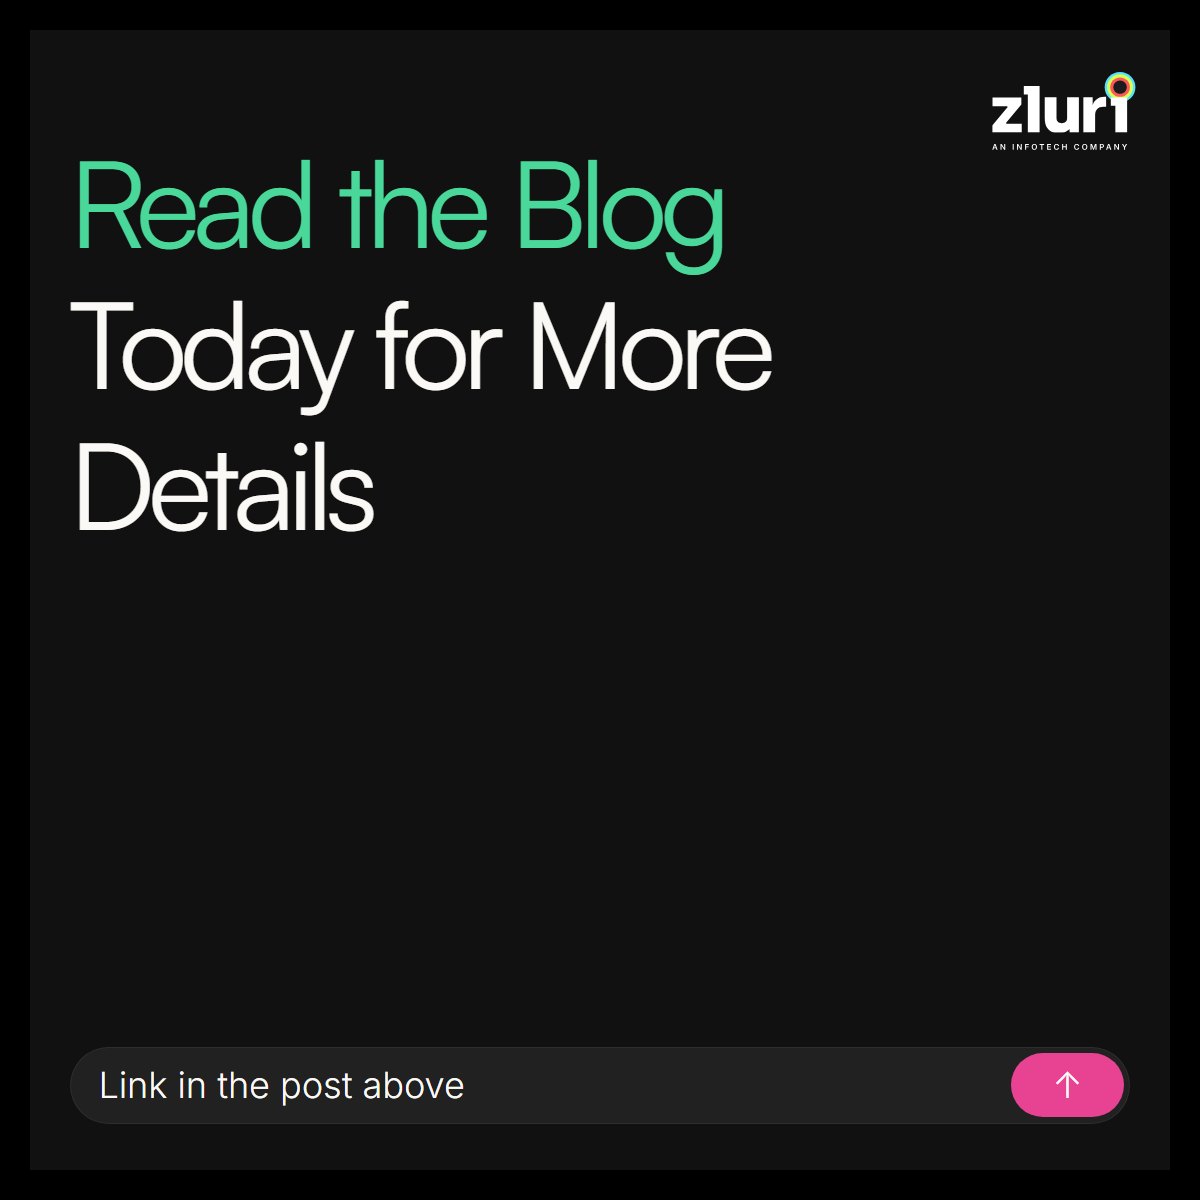 zluri
AN INFOTECH COMPANY
Read the Blog
Today for More
Details
Link in the post above